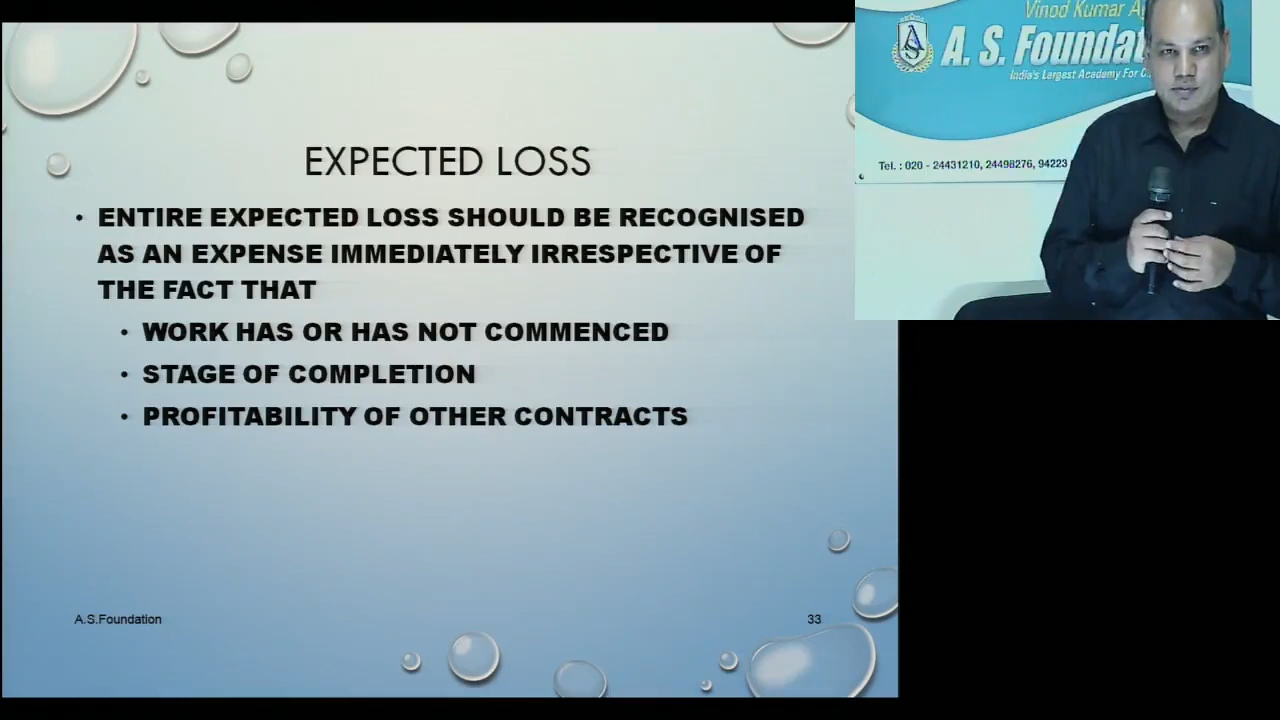 EXPECTED LOSS
• ENTIRE EXPECTED LOSS SHOULD BE RECOGNISED
AS AN EXPENSE IMMEDIATELY IRRESPECTIVE OF
THE FACT THAT
• WORK HAS OR HAS NOT COMMENCED
• STAGE OF COMPLETION
• PROFITABILITY OF OTHER CONTRACTS
A.S.Foundation
33
Vinod Kumar
A. S. Foundat
India's Largest Academy For
Tel. : 020 - 24431210, 24498276, 94223